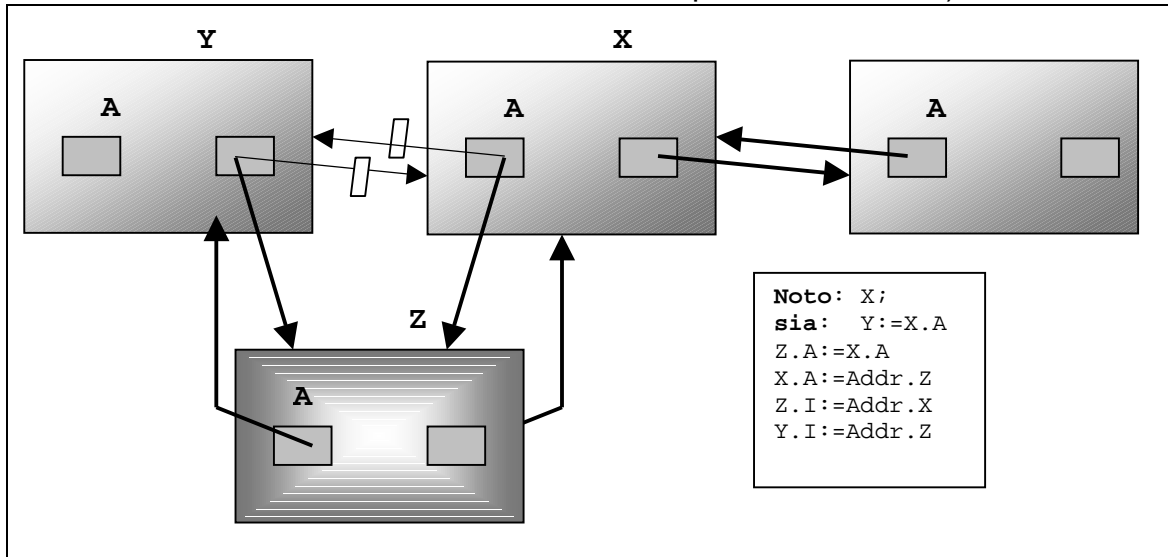 Y X
A A A
Z
A
Noto: X;
sia: Y:=X.A
Z.A:=X.A
X.A:=Addr.Z
Z.I:=Addr.X
Y.I:=Addr.Z